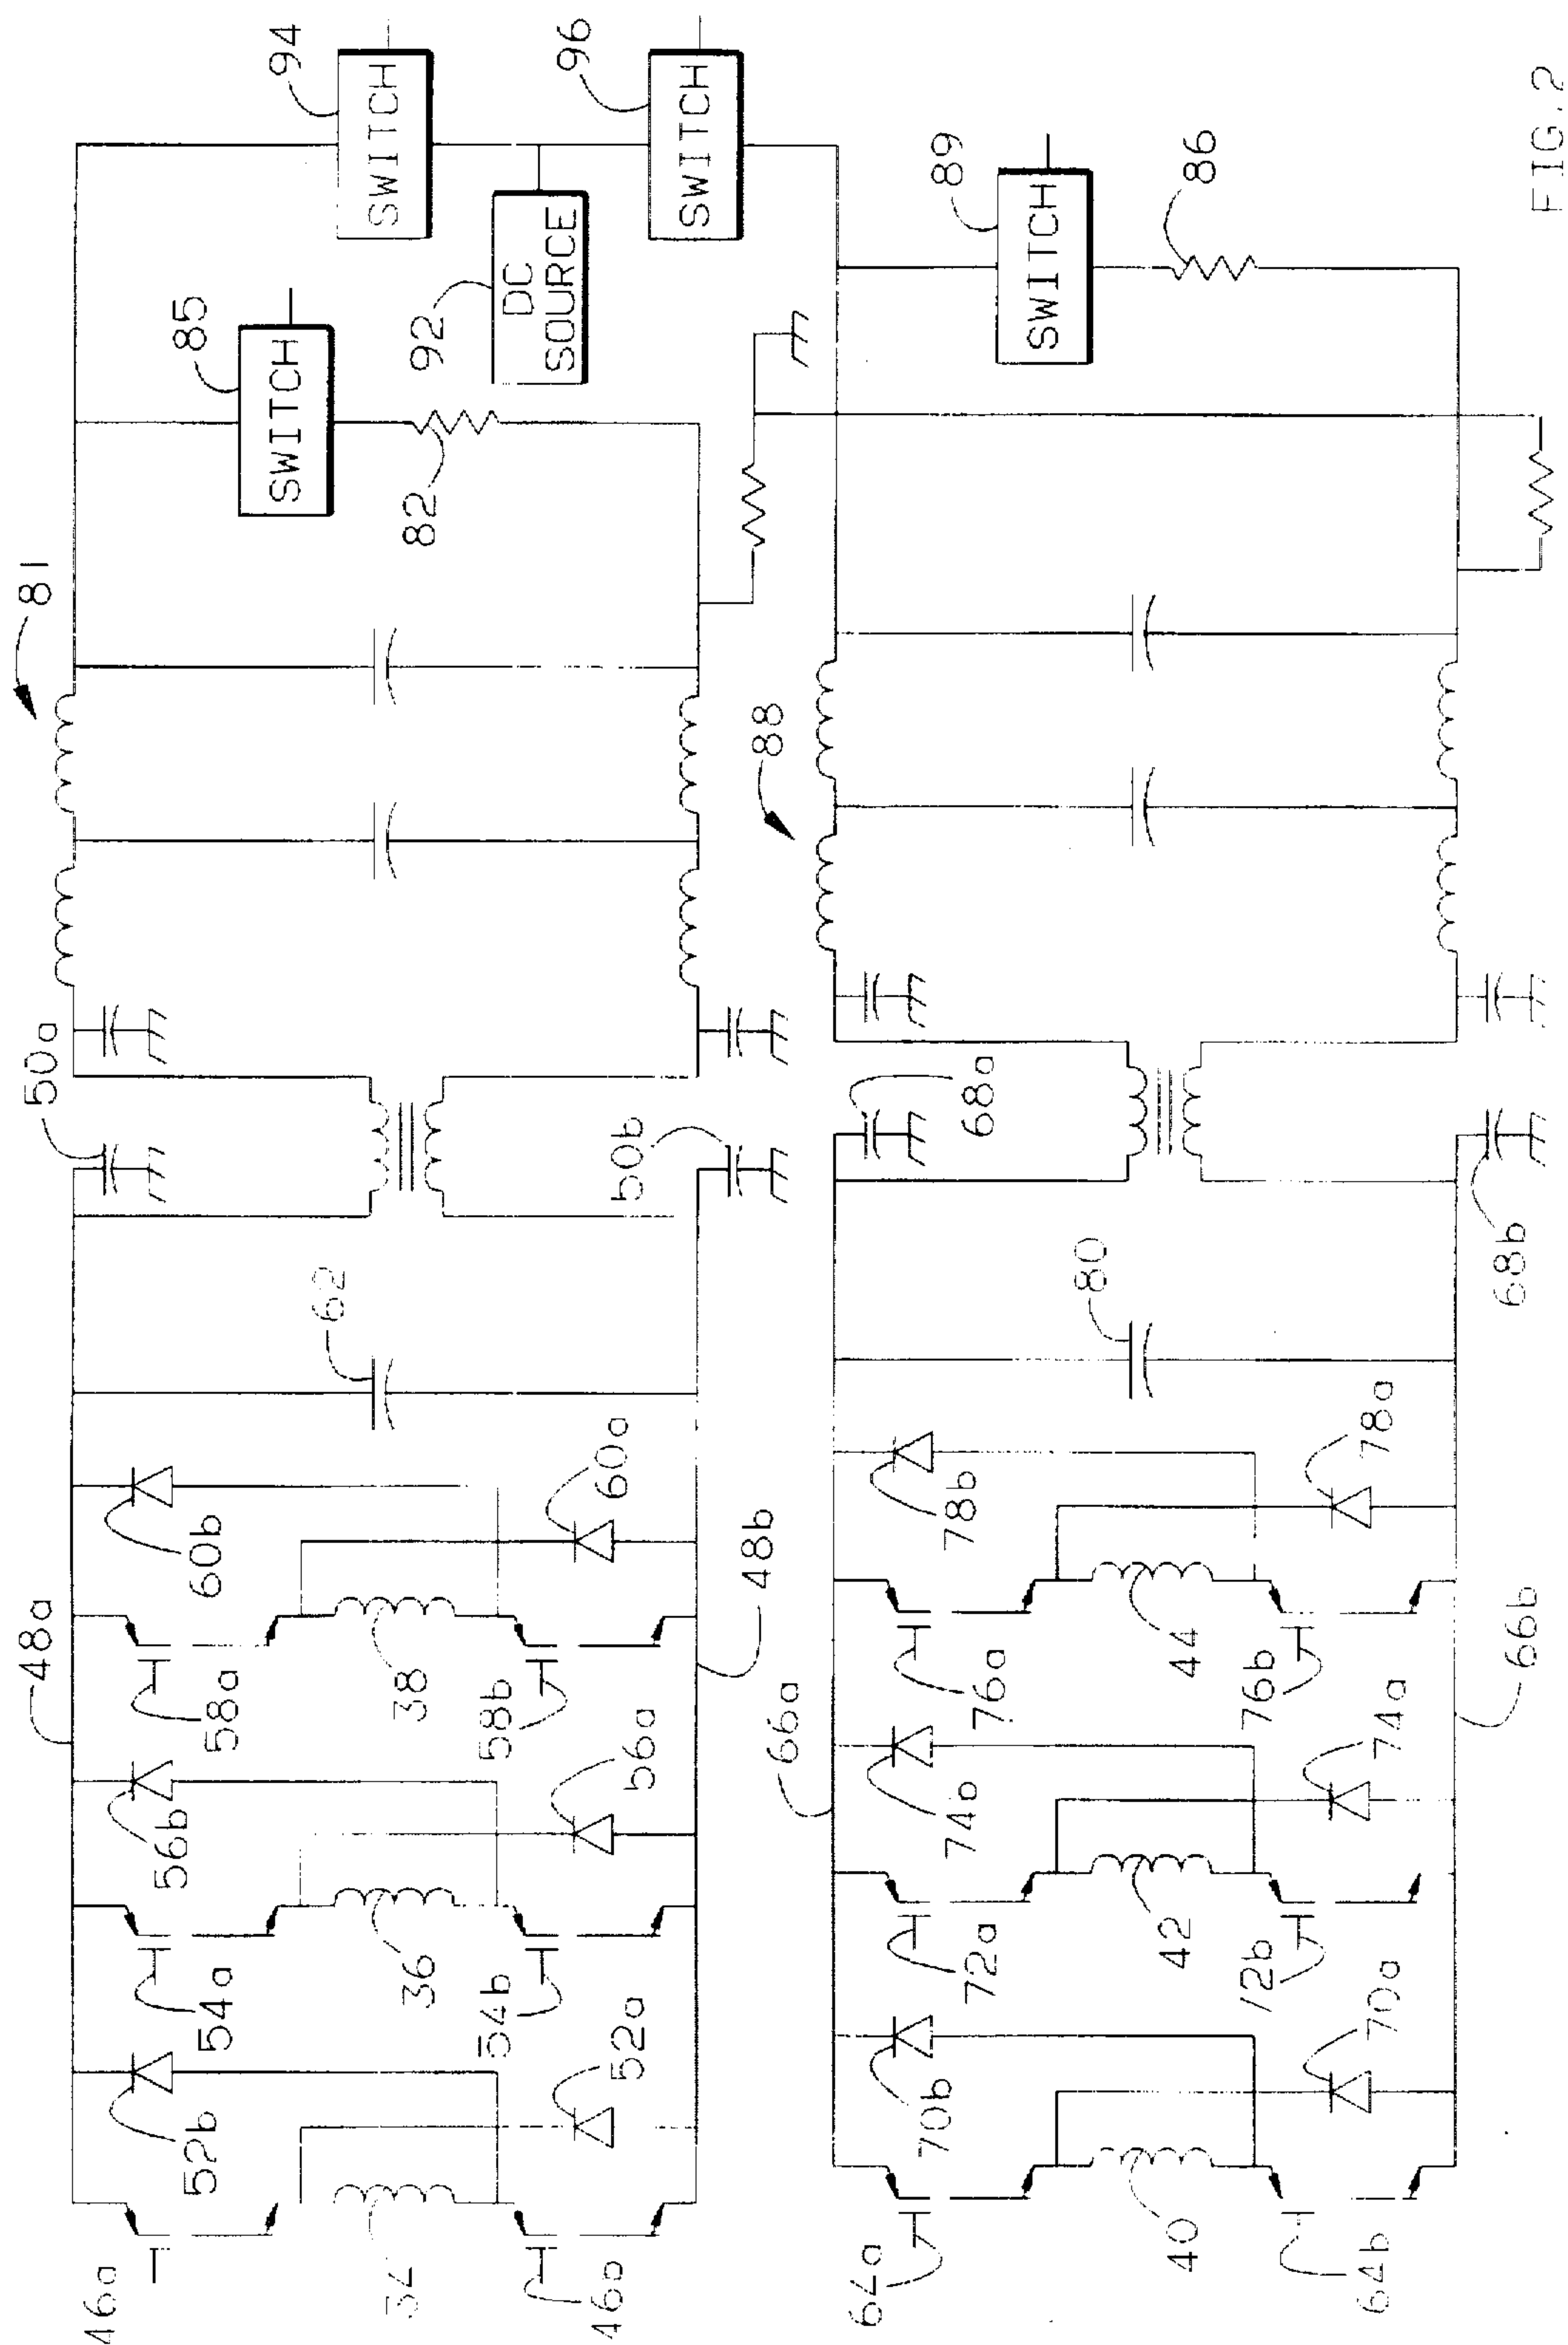 81
94
SWITCH
85
SWITCH
82
92
DC
SOURCE
96
SWITCH
50a
50b
62
48a
60b
60a
58a
38
58b
48b
56b
56a
54a
36
54b
52b
52a
46a
34
46b
88
89
SWITCH
86
68a
68b
80
78b
78a
76a
44
76b
66a
66b
74b
74a
72a
42
72b
70b
70a
64a
40
64b
FIG.2